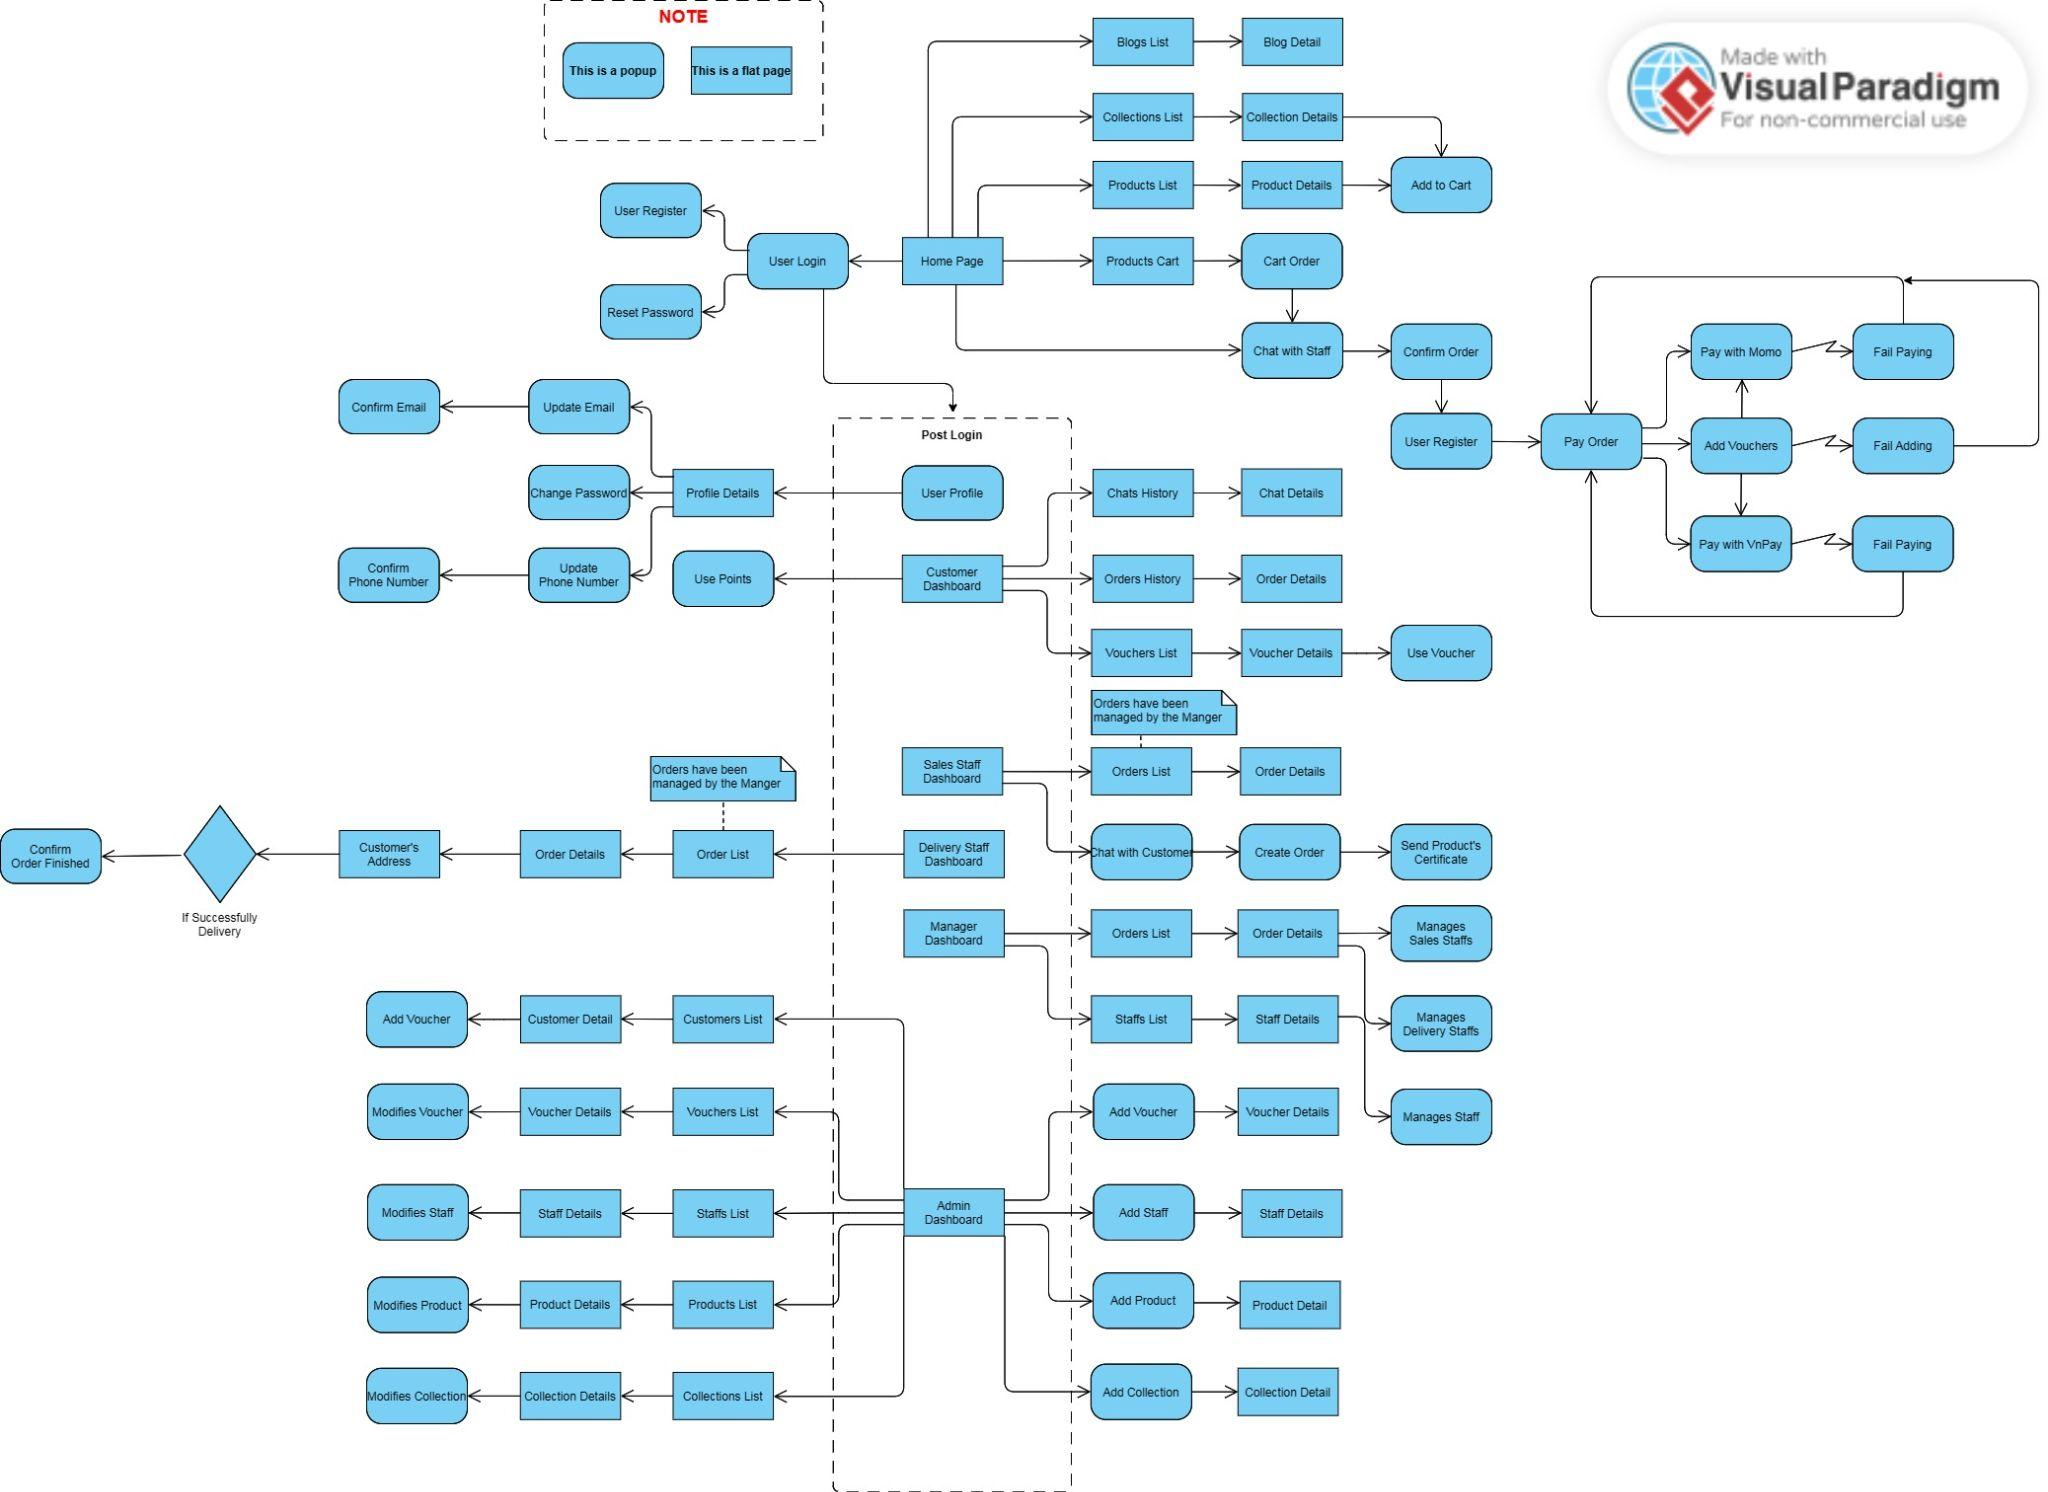 NOTE
This is a popup
This is a flat page
Made with
Visual Paradigm
For non-commercial use
Blogs List
Blog Detail
Collections List
Collection Details
Products List
Product Details
Add to Cart
User Register
User Login
Home Page
Products Cart
Cart Order
Reset Password
Chat with Staff
Confirm Order
Pay with Momo
Fail Paying
Confirm Email
Update Email
Post Login
User Register
Pay Order
Add Vouchers
Fail Adding
Change Password
Profile Details
User Profile
Chats History
Chat Details
Pay with VnPay
Fail Paying
Confirm
Phone Number
Update
Phone Number
Use Points
Customer
Dashboard
Orders History
Order Details
Vouchers List
Voucher Details
Use Voucher
Orders have been
managed by the Manger
Orders have been
managed by the Manger
Sales Staff
Dashboard
Orders List
Order Details
Confirm
Order Finished
If Successfully
Delivery
Customer's
Address
Order Details
Order List
Delivery Staff
Dashboard
Chat with Customer
Create Order
Send Product's
Certificate
Manager
Dashboard
Orders List
Order Details
Manages
Sales Staffs
Add Voucher
Customer Detail
Customers List
Staffs List
Staff Details
Manages
Delivery Staffs
Modifies Voucher
Voucher Details
Vouchers List
Add Voucher
Voucher Details
Manages Staff
Modifies Staff
Staff Details
Staffs List
Admin
Dashboard
Add Staff
Staff Details
Modifies Product
Product Details
Products List
Add Product
Product Detail
Modifies Collection
Collection Details
Collections List
Add Collection
Collection Detail